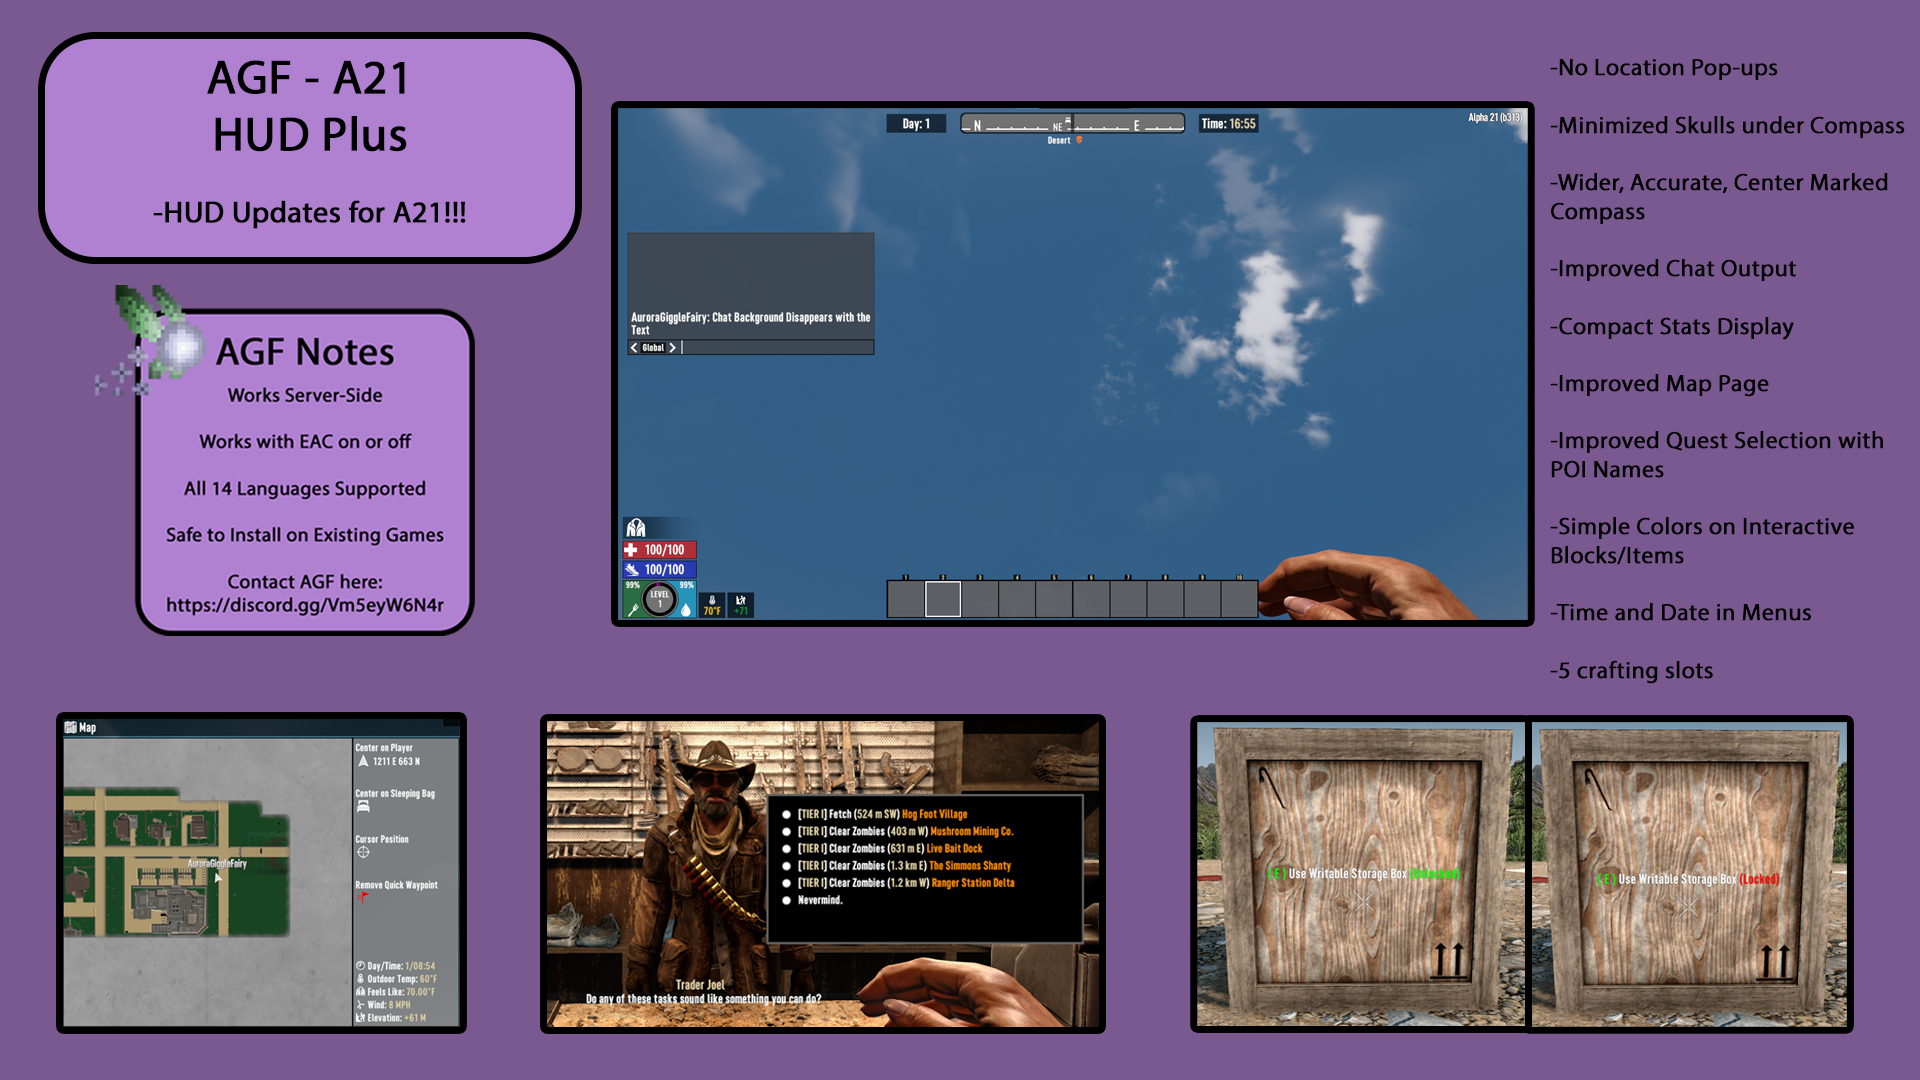 AGF - A21
HUD Plus
-HUD Updates for A21!!!
AGF Notes
Works Server-Side
Works with EAC on or off
All 14 Languages Supported
Safe to Install on Existing Games
Contact AGF here:
https://discord.gg/Vm5eyW6N4r
Day: 1
N NE E
Time: 16:55
Alpha 21 (b313)
Desert
AuroraGiggleFairy: Chat Background Disappears with the
Text
Global
100/100
100/100
99% 99%
LEVEL
1
70°F +71
1 2 3 4 5 6 7 8 9 10
-No Location Pop-ups
-Minimized Skulls under Compass
-Wider, Accurate, Center Marked
Compass
-Improved Chat Output
-Compact Stats Display
-Improved Map Page
-Improved Quest Selection with
POI Names
-Simple Colors on Interactive
Blocks/Items
-Time and Date in Menus
-5 crafting slots
Map
AuroraGiggleFairy
Center on Player
1211 E 663 N
Center on Sleeping Bag
Cursor Position
Remove Quick Waypoint
Day/Time: 1/08:54
Outdoor Temp: 60°F
Feels Like: 70.00°F
Wind: 8 MPH
Elevation: +61 M
[TIER I] Fetch (524 m SW) Hog Foot Village
[TIER I] Clear Zombies (403 m W) Mushroom Mining Co.
[TIER I] Clear Zombies (631 m E) Live Bait Dock
[TIER I] Clear Zombies (1.3 km E) The Simmons Shanty
[TIER I] Clear Zombies (1.2 km W) Ranger Station Delta
Nevermind.
Trader Joel
Do any of these tasks sound like something you can do?
( E ) Use Writable Storage Box (Unlocked)
( E ) Use Writable Storage Box (Locked)